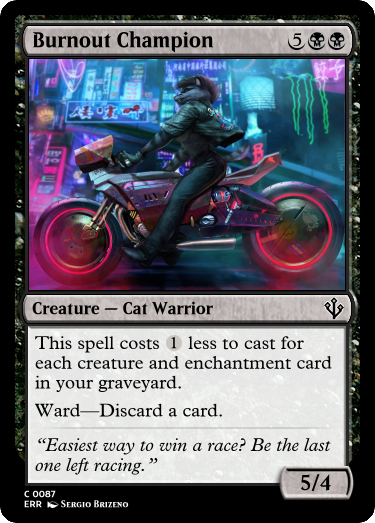 Burnout Champion 5
Creature — Cat Warrior
This spell costs 1 less to cast for
each creature and enchantment card
in your graveyard.
Ward—Discard a card.
“Easiest way to win a race? Be the last
one left racing.”
5/4
C 0087
ERR Sergio Brizeno